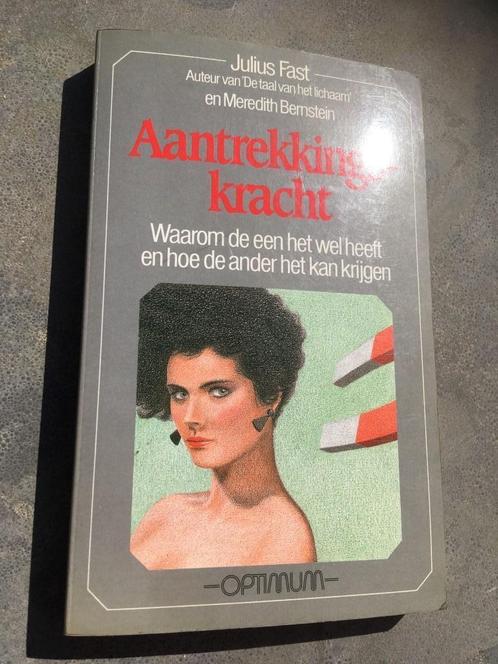 Julius Fast
Auteur van 'De taal van het lichaam'
en Meredith Bernstein
Aantrekkings-
kracht
Waarom de een het wel heeft
en hoe de ander het kan krijgen
OPTIMUM